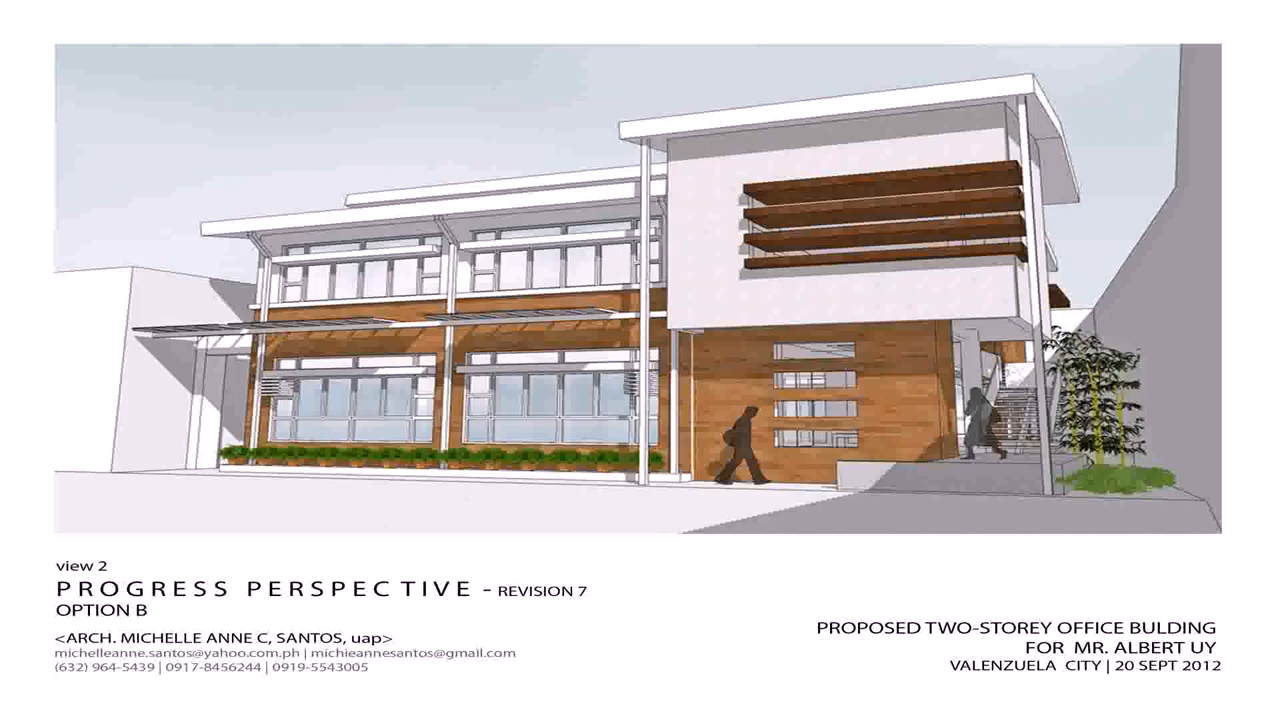 view 2
PROGRESS PERSPECTIVE - REVISION 7
OPTION B
<ARCH. MICHELLE ANNE C, SANTOS, uap>
michelleanne.santos@yahoo.com.ph | michieannesantos@gmail.com
(632) 964-5439 | 0917-8456244 | 0919-5543005
PROPOSED TWO-STOREY OFFICE BULDING
FOR MR. ALBERT UY
VALENZUELA CITY | 20 SEPT 2012